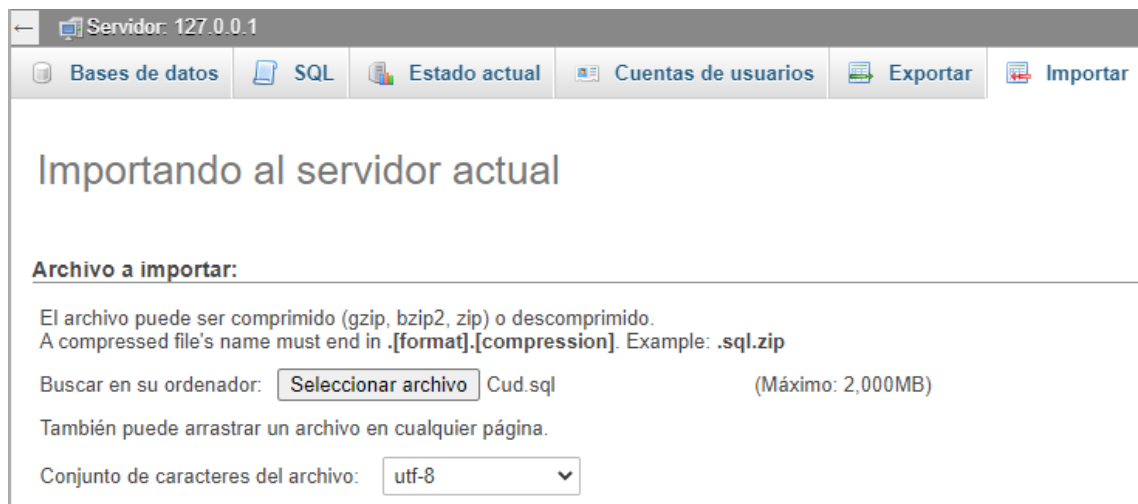 Servidor: 127.0.0.1
Bases de datos SQL Estado actual Cuentas de usuarios Exportar Importar
Importando al servidor actual
Archivo a importar:
El archivo puede ser comprimido (gzip, bzip2, zip) o descomprimido.
A compressed file's name must end in .[format].[compression]. Example: .sql.zip
Buscar en su ordenador: Seleccionar archivo Cud.sql (Máximo: 2,000MB)
También puede arrastrar un archivo en cualquier página.
Conjunto de caracteres del archivo: utf-8